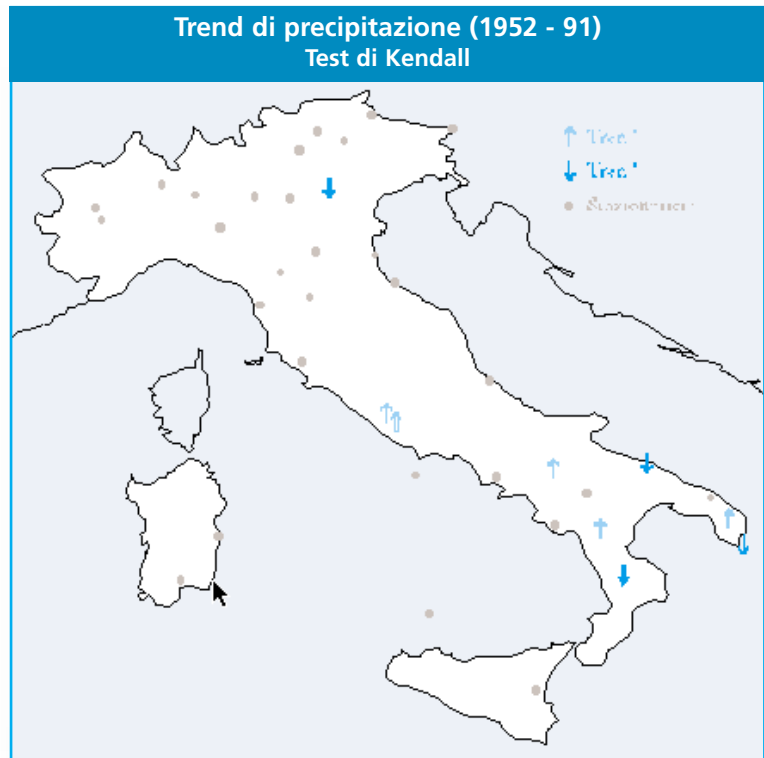 Trend di precipitazione (1952 - 91)
Test di Kendall